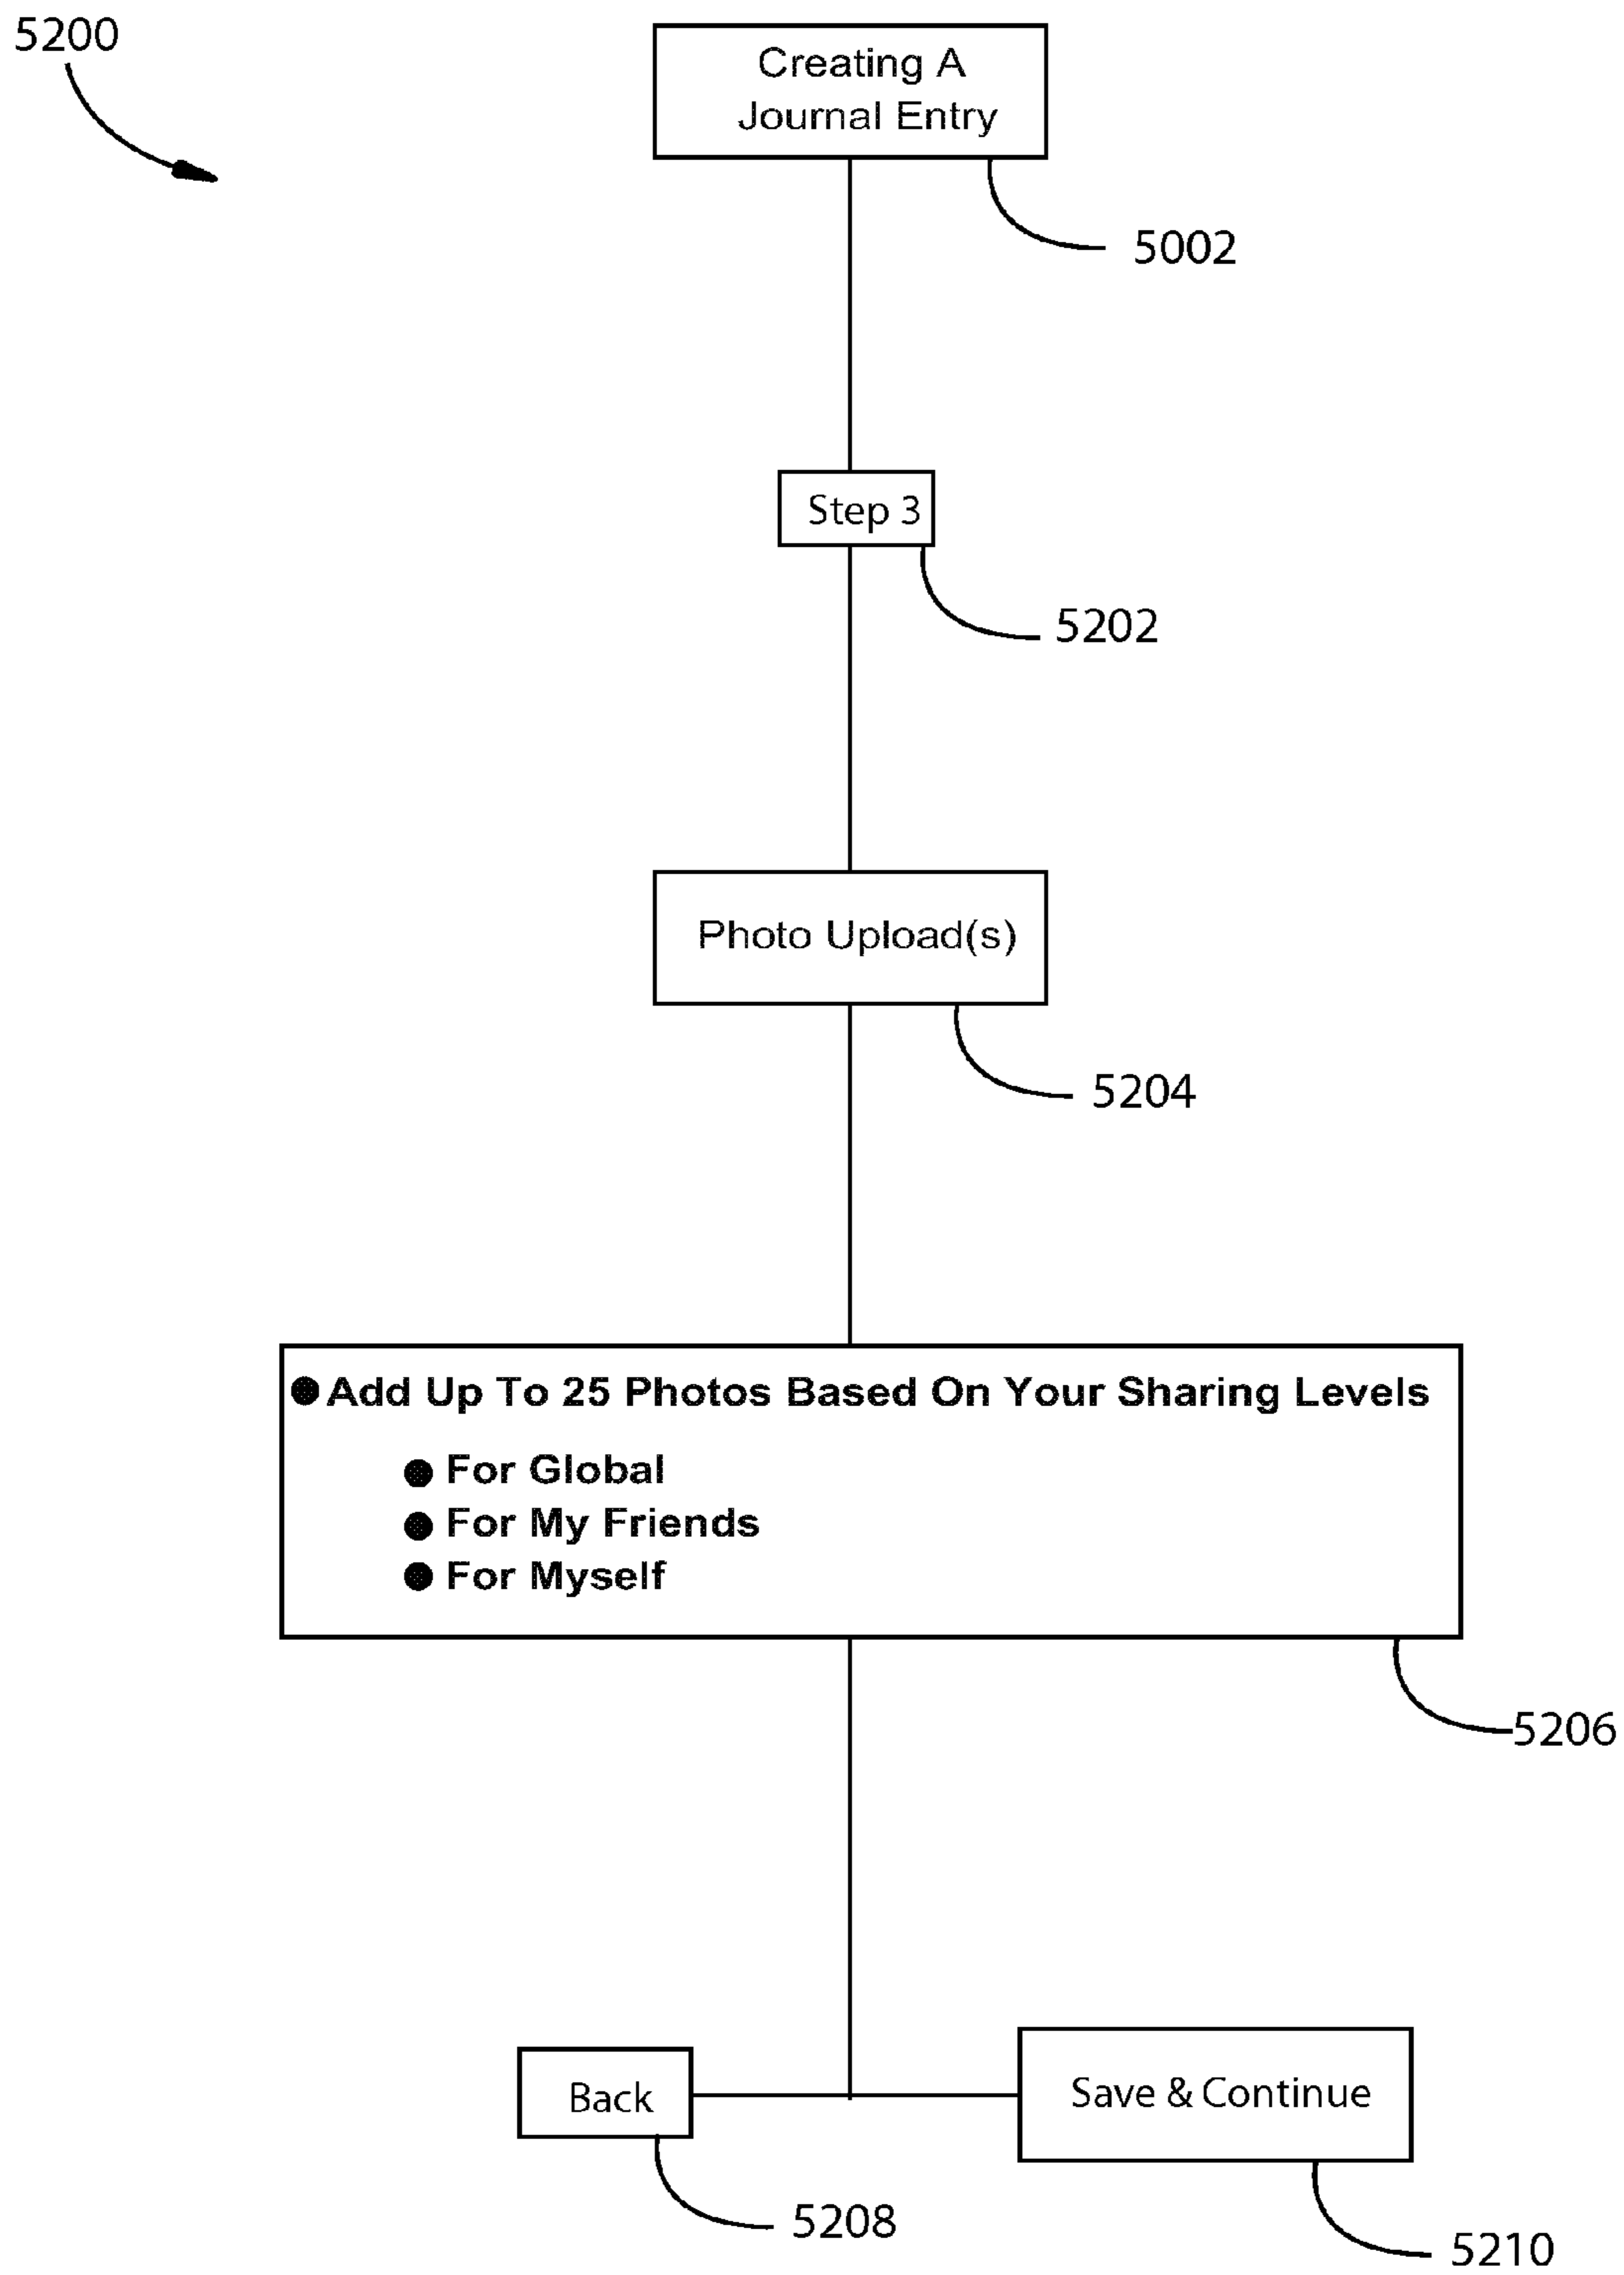 5200
Creating A
Journal Entry
5002
Step 3
5202
Photo Upload(s)
5204
● Add Up To 25 Photos Based On Your Sharing Levels
● For Global
● For My Friends
● For Myself
5206
Back
Save & Continue
5208
5210